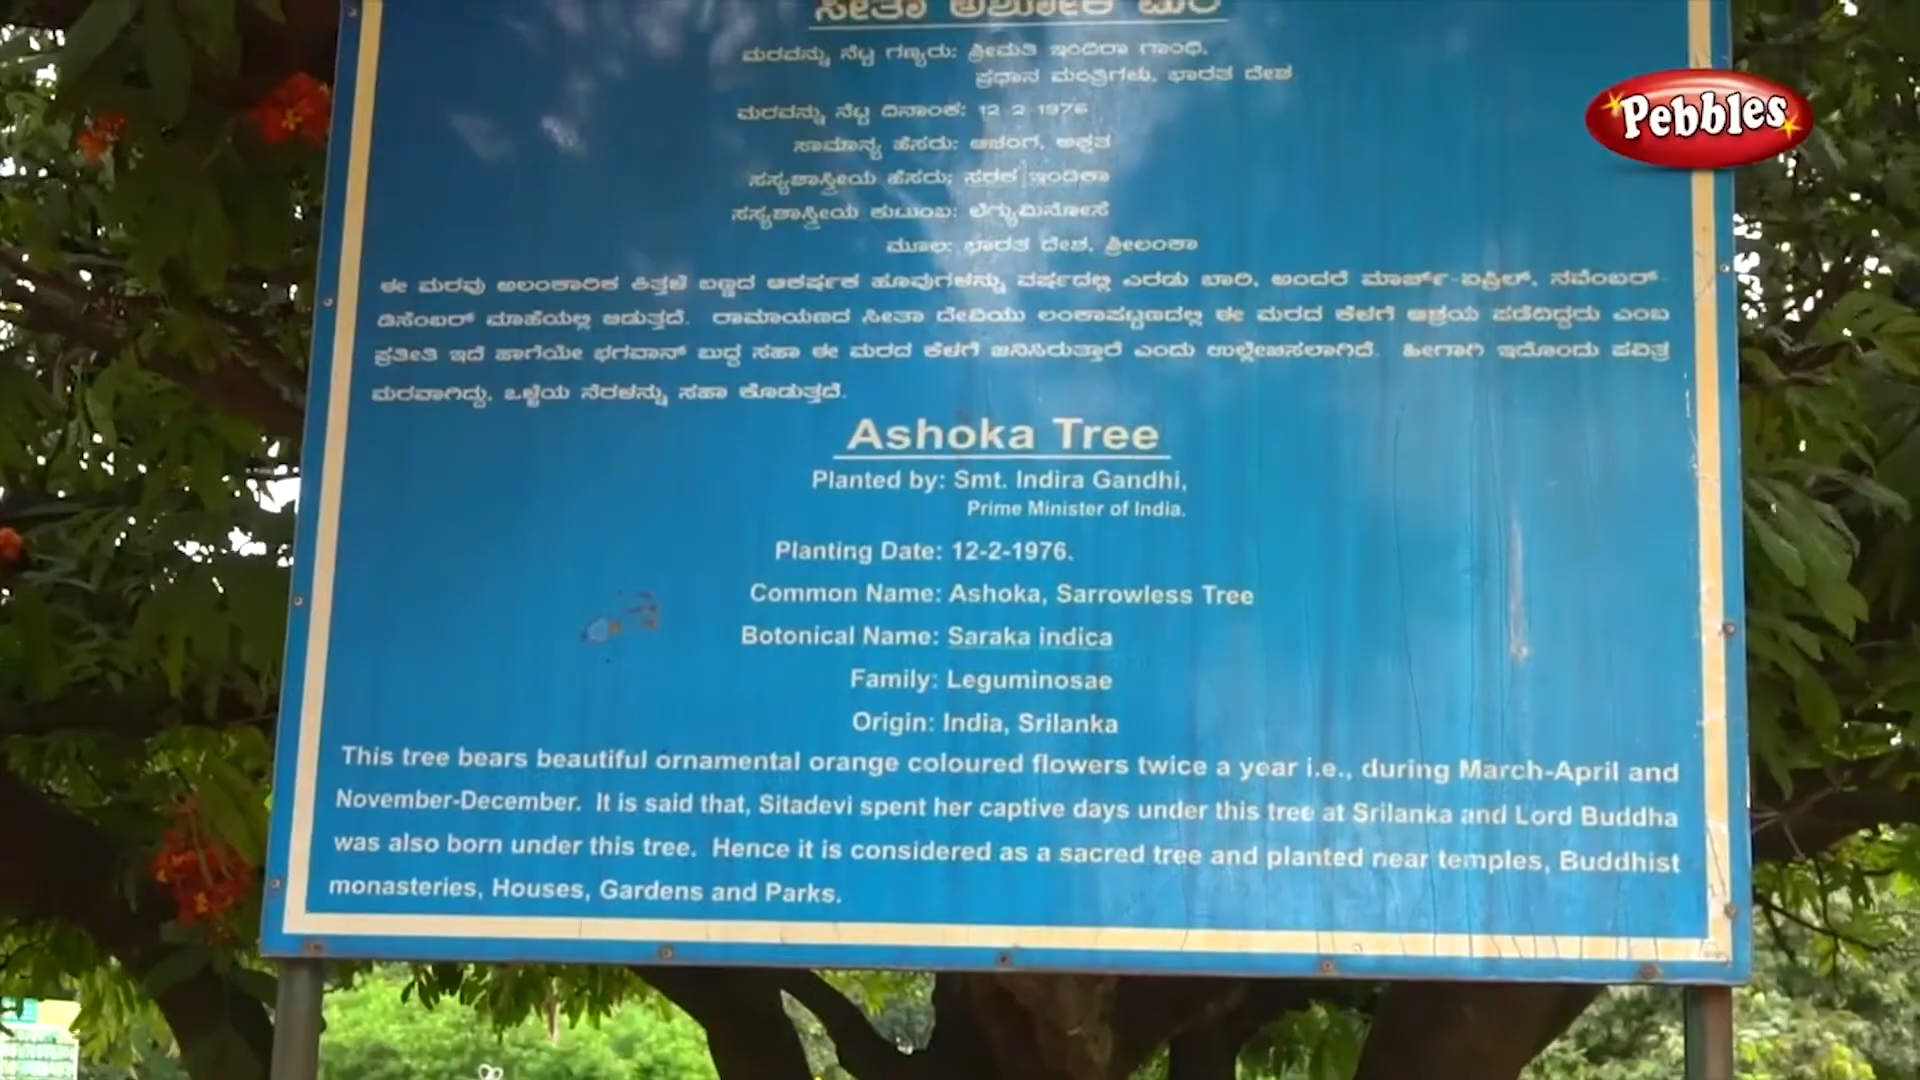 ಸೀತಾ ಅಶೋಕ ಮರ
ಮರವನ್ನು ನೆಟ್ಟ ಗಣ್ಯರು: ಶ್ರೀಮತಿ ಇಂದಿರಾ ಗಾಂಧಿ,
ಪ್ರಧಾನ ಮಂತ್ರಿಗಳು, ಭಾರತ ದೇಶ
Pebbles
ಮರವನ್ನು ನೆಟ್ಟ ದಿನಾಂಕ: 12 2 1976
ಸಾಮಾನ್ಯ ಹೆಸರು: ಅಶೋಕ
ಸಸ್ಯಶಾಸ್ತ್ರೀಯ ಹೆಸರು: ಸರಕ ಇಂಡಿಕಾ
ಸಸ್ಯಶಾಸ್ತ್ರೀಯ ಕುಟುಂಬ: ಲೆಗ್ಯುಮಿನೋಸೆ
ಮೂಲ: ಭಾರತ ದೇಶ, ಶ್ರೀಲಂಕಾ
ಈ ಮರವು ಅಲಂಕಾರಿಕ ಕಿತ್ತಳೆ ಬಣ್ಣದ ಆಕರ್ಷಕ ಹೂವುಗಳನ್ನು ವರ್ಷದಲ್ಲಿ ಎರಡು ಬಾರಿ, ಅಂದರೆ ಮಾರ್ಚ್-ಏಪ್ರಿಲ್, ನವೆಂಬರ್-
ಡಿಸೆಂಬರ್ ಮಾಹೆಯಲ್ಲಿ ಬಿಡುತ್ತದೆ. ರಾಮಾಯಣದ ಸೀತಾ ದೇವಿಯು ಲಂಕಾಪಟ್ಟಣದಲ್ಲಿ ಈ ಮರದ ಕೆಳಗೆ ಆಶ್ರಯ ಪಡೆದಿದ್ದರು ಎಂಬ
ಪ್ರತೀತಿ ಇದೆ ಹಾಗೆಯೇ ಭಗವಾನ್ ಬುದ್ಧ ಸಹಾ ಈ ಮರದ ಕೆಳಗೆ ಜನಿಸಿರುತ್ತಾರೆ ಎಂದು ಉಲ್ಲೇಖಿಸಲಾಗಿದೆ. ಹೀಗಾಗಿ ಇದೊಂದು ಪವಿತ್ರ
ಮರವಾಗಿದ್ದು, ಒಳ್ಳೆಯ ನೆರಳನ್ನು ಸಹಾ ಕೊಡುತ್ತದೆ.
Ashoka Tree
Planted by: Smt. Indira Gandhi,
Prime Minister of India.
Planting Date: 12-2-1976.
Common Name: Ashoka, Sarrowless Tree
Botonical Name: Saraka indica
Family: Leguminosae
Origin: India, Srilanka
This tree bears beautiful ornamental orange coloured flowers twice a year i.e., during March-April and
November-December. It is said that, Sitadevi spent her captive days under this tree at Srilanka and Lord Buddha
was also born under this tree. Hence it is considered as a sacred tree and planted near temples, Buddhist
monasteries, Houses, Gardens and Parks.